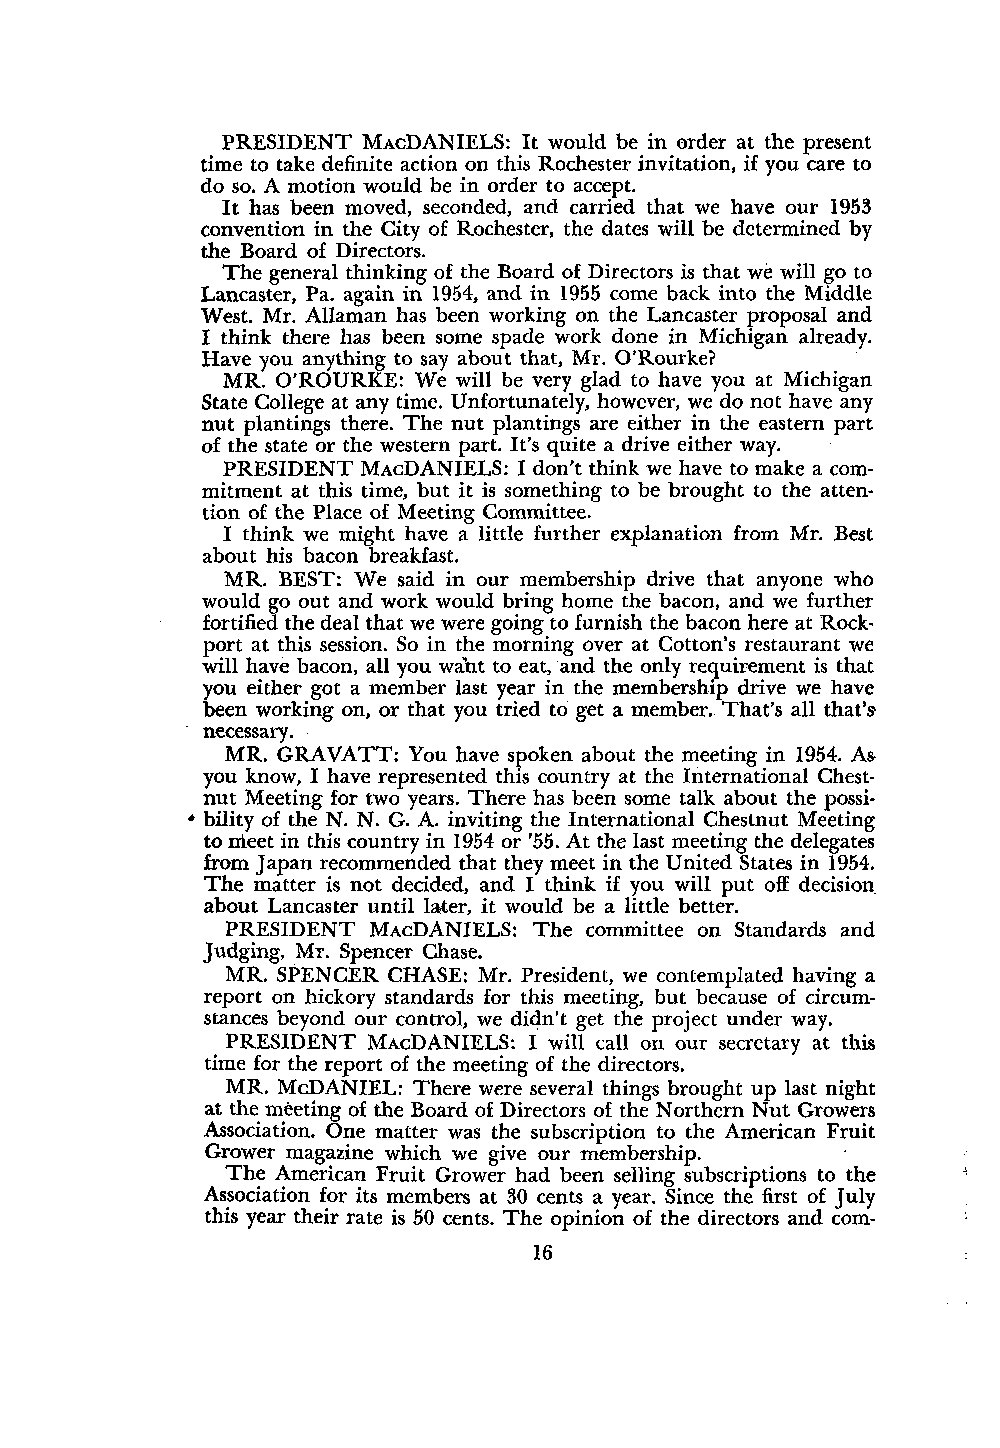 PRESIDENT MACDANIELS: It would be in order at the present
time to take definite action on this Rochester invitation, if you care to
do so. A motion would be in order to accept.
It has been moved, seconded, and carried that we have our 1953
convention in the City of Rochester, the dates will be determined by
the Board of Directors.
The general thinking of the Board of Directors is that we will go to
Lancaster, Pa. again in 1954, and in 1955 come back into the Middle
West. Mr. Allaman has been working on the Lancaster proposal and
I think there has been some spade work done in Michigan already.
Have you anything to say about that, Mr. O'Rourke?
MR. O'ROURKE: We will be very glad to have you at Michigan
State College at any time. Unfortunately, however, we do not have any
nut plantings there. The nut plantings are either in the eastern part
of the state or the western part. It's quite a drive either way.
PRESIDENT MACDANIELS: I don't think we have to make a com-
mitment at this time, but it is something to be brought to the atten-
tion of the Place of Meeting Committee.
I think we might have a little further explanation from Mr. Best
about his bacon breakfast.
MR. BEST: We said in our membership drive that anyone who
would go out and work would bring home the bacon, and we further
fortified the deal that we were going to furnish the bacon here at Rock-
port at this session. So in the morning over at Cotton's restaurant we
will have bacon, all you want to eat, and the only requirement is that
you either got a member last year in the membership drive we have
been working on, or that you tried to get a member. That's all that's
necessary.
MR. GRAVATT: You have spoken about the meeting in 1954. As
you know, I have represented this country at the International Chest-
nut Meeting for two years. There has been some talk about the possi-
bility of the N. N. G. A. inviting the International Chestnut Meeting
to meet in this country in 1954 or '55. At the last meeting the delegates
from Japan recommended that they meet in the United States in 1954.
The matter is not decided, and I think if you will put off decision
about Lancaster until later, it would be a little better.
PRESIDENT MACDANIELS: The committee on Standards and
Judging, Mr. Spencer Chase.
MR. SPENCER CHASE: Mr. President, we contemplated having a
report on hickory standards for this meeting, but because of circum-
stances beyond our control, we didn't get the project under way.
PRESIDENT MACDANIELS: I will call on our secretary at this
time for the report of the meeting of the directors.
MR. MCDANIEL: There were several things brought up last night
at the meeting of the Board of Directors of the Northern Nut Growers
Association. One matter was the subscription to the American Fruit
Grower magazine which we give our membership.
The American Fruit Grower had been selling subscriptions to the
Association for its members at 30 cents a year. Since the first of July
this year their rate is 50 cents. The opinion of the directors and com-
16